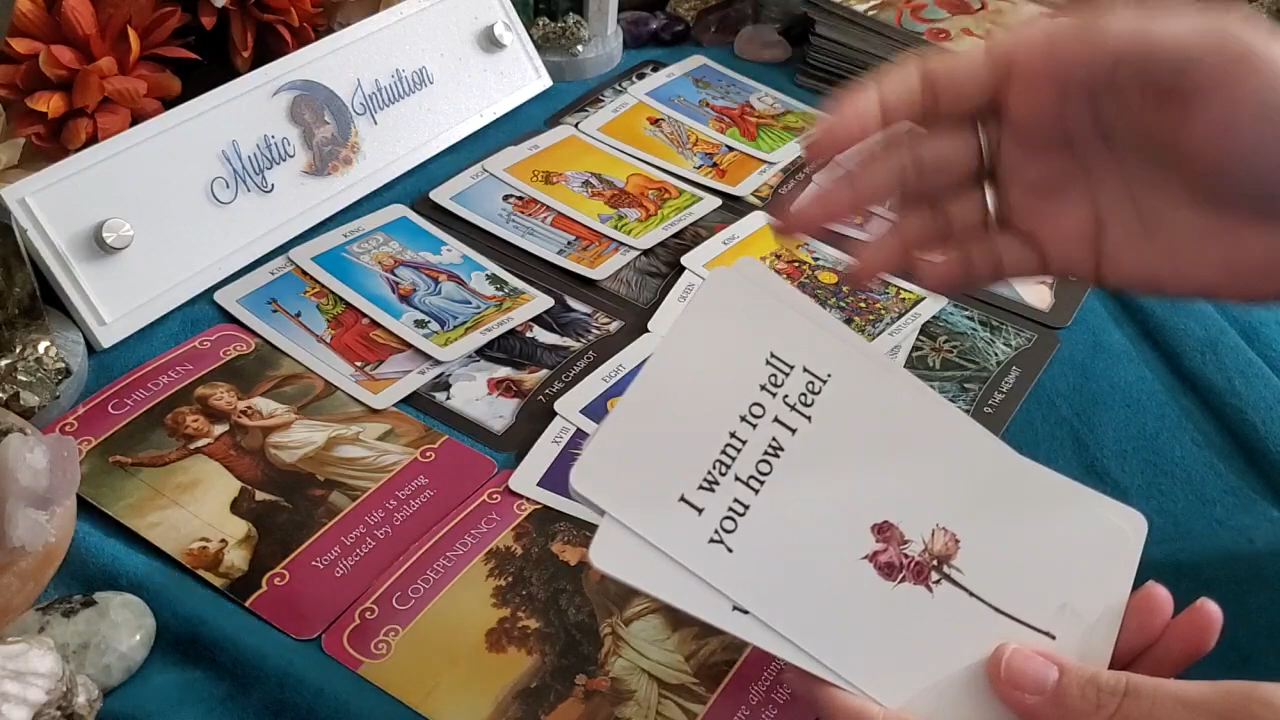 Mystic Intuition
VIII
STRENGTH
KING
KING
SWORDS
KING
QUEEN
PENTACLES
EIGHT
XVIII
7. THE CHARIOT
9. THE HERMIT
CHILDREN
Your love life is being
affected by children.
CODEPENDENCY
I want to tell
you how I feel.